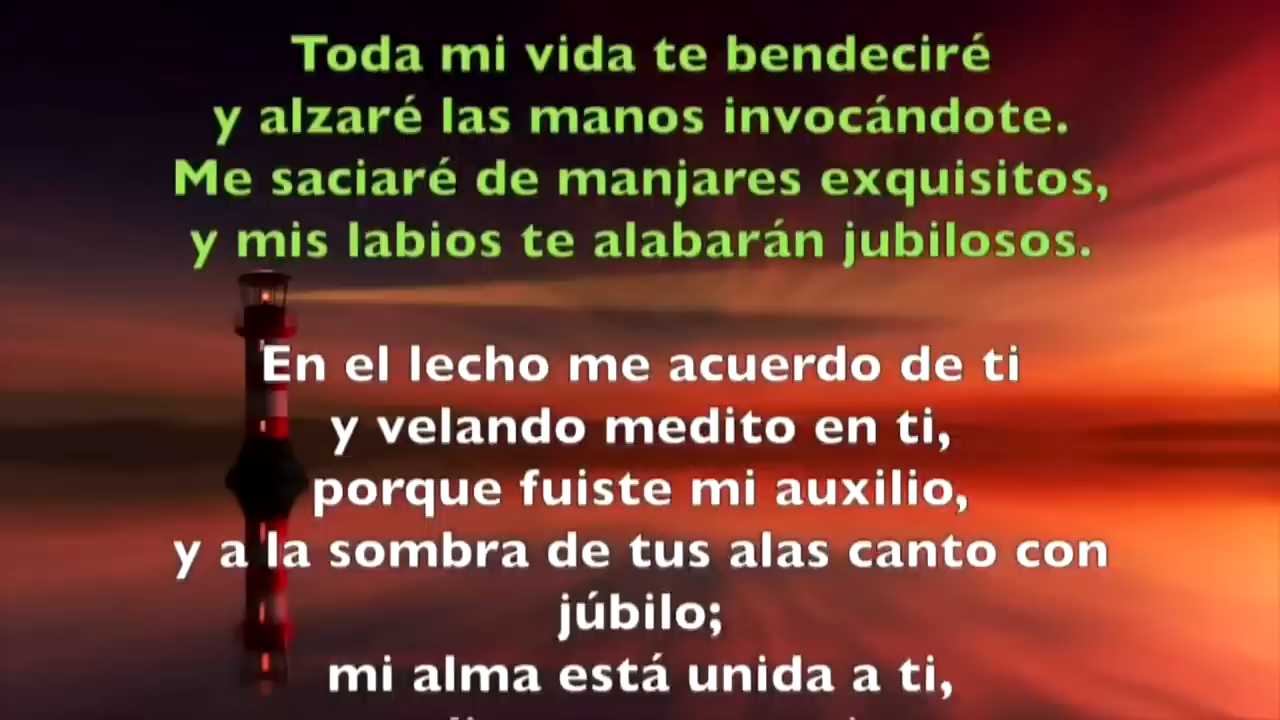 Toda mi vida te bendeciré
y alzaré las manos invocándote.
Me saciaré de manjares exquisitos,
y mis labios te alabarán jubilosos.
En el lecho me acuerdo de ti
y velando medito en ti,
porque fuiste mi auxilio,
y a la sombra de tus alas canto con
júbilo;
mi alma está unida a ti,